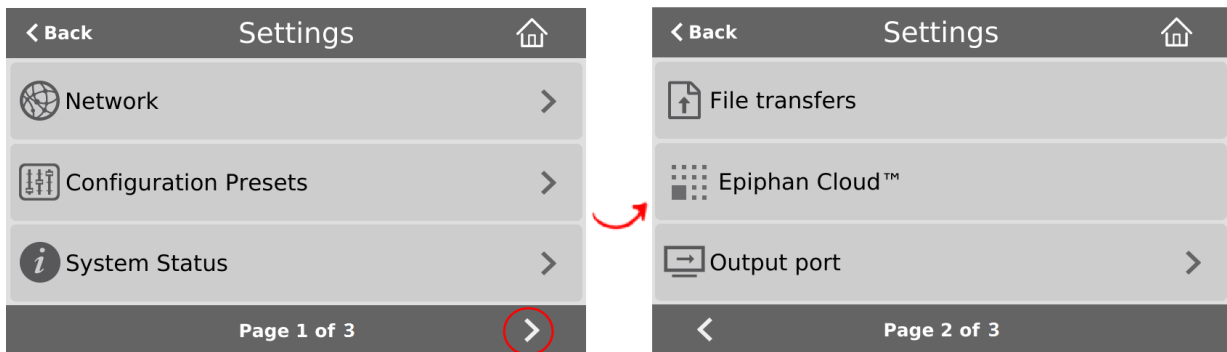 Back
Settings
Network
Configuration Presets
System Status
Page 1 of 3
Back
Settings
File transfers
Epiphan Cloud™
Output port
Page 2 of 3